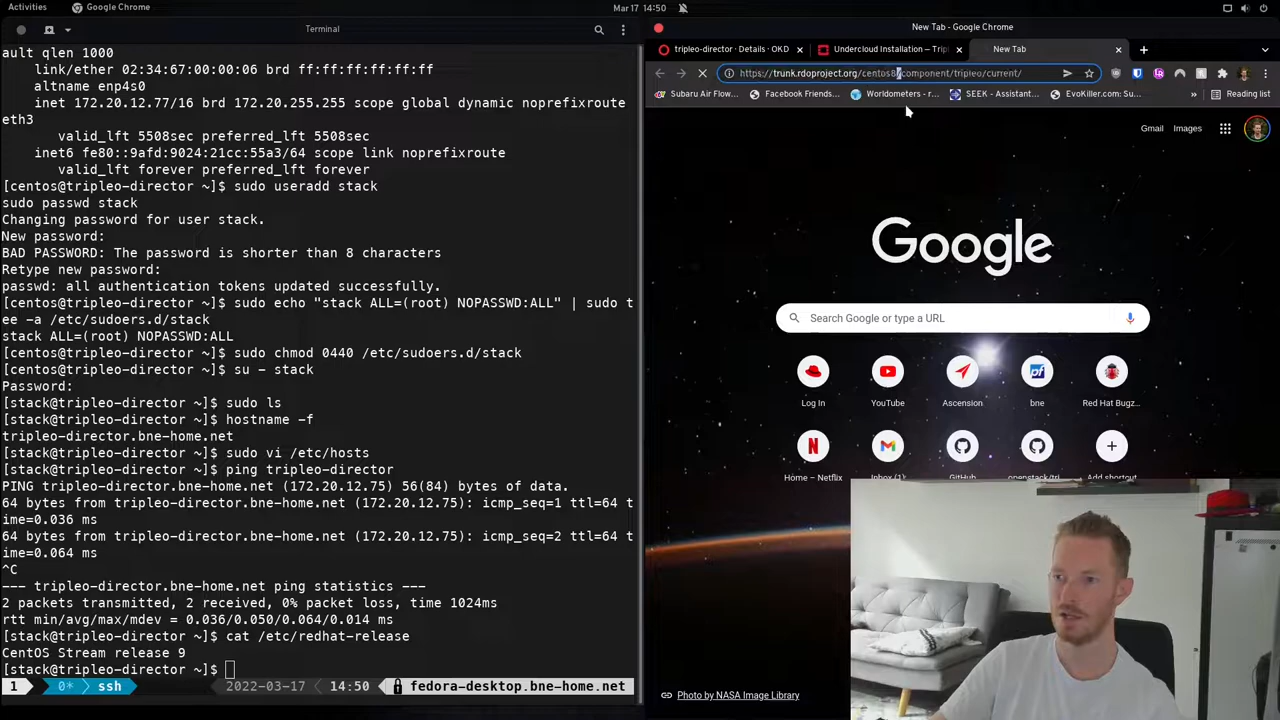 Activities
Google Chrome
Mar 17 14:50
Terminal
New Tab - Google Chrome
ault qlen 1000
link/ether 02:34:67:00:00:06 brd ff:ff:ff:ff:ff:ff
altname enp4s0
inet 172.20.12.77/16 brd 172.20.255.255 scope global dynamic noprefixroute
eth3
valid_lft 5508sec preferred_lft 5508sec
inet6 fe80::9afd:9024:21cc:55a3/64 scope link noprefixroute
valid_lft forever preferred_lft forever
[centos@tripleo-director ~]$ sudo useradd stack
sudo passwd stack
Changing password for user stack.
New password:
BAD PASSWORD: The password is shorter than 8 characters
Retype new password:
passwd: all authentication tokens updated successfully.
[centos@tripleo-director ~]$ sudo echo "stack ALL=(root) NOPASSWD:ALL" | sudo t
ee -a /etc/sudoers.d/stack
stack ALL=(root) NOPASSWD:ALL
[centos@tripleo-director ~]$ sudo chmod 0440 /etc/sudoers.d/stack
[centos@tripleo-director ~]$ su - stack
Password:
[stack@tripleo-director ~]$ sudo ls
[stack@tripleo-director ~]$ hostname -f
tripleo-director.bne-home.net
[stack@tripleo-director ~]$ sudo vi /etc/hosts
[stack@tripleo-director ~]$ ping tripleo-director
PING tripleo-director.bne-home.net (172.20.12.75) 56(84) bytes of data.
64 bytes from tripleo-director.bne-home.net (172.20.12.75): icmp_seq=1 ttl=64 t
ime=0.036 ms
64 bytes from tripleo-director.bne-home.net (172.20.12.75): icmp_seq=2 ttl=64 t
ime=0.064 ms
^C
--- tripleo-director.bne-home.net ping statistics ---
2 packets transmitted, 2 received, 0% packet loss, time 1024ms
rtt min/avg/max/mdev = 0.036/0.050/0.064/0.014 ms
[stack@tripleo-director ~]$ cat /etc/redhat-release
CentOS Stream release 9
[stack@tripleo-director ~]$
1 0* ssh 2022-03-17 14:50 fedora-desktop.bne-home.net
tripleo-director · Details · OKD
Undercloud Installation — Tripl
New Tab
https://trunk.rdoproject.org/centos8/component/tripleo/current/
Subaru Air Flow...
Facebook Friends...
Worldometers - r...
SEEK - Assistant...
EvoKiller.com: Su...
»
Reading list
Gmail
Images
Google
Search Google or type a URL
Log In
YouTube
Ascension
bne
Red Hat Bugz...
Home – Netflix
Inbox (1)
GitHub
openstack/tri
Add shortcut
Photo by NASA Image Library